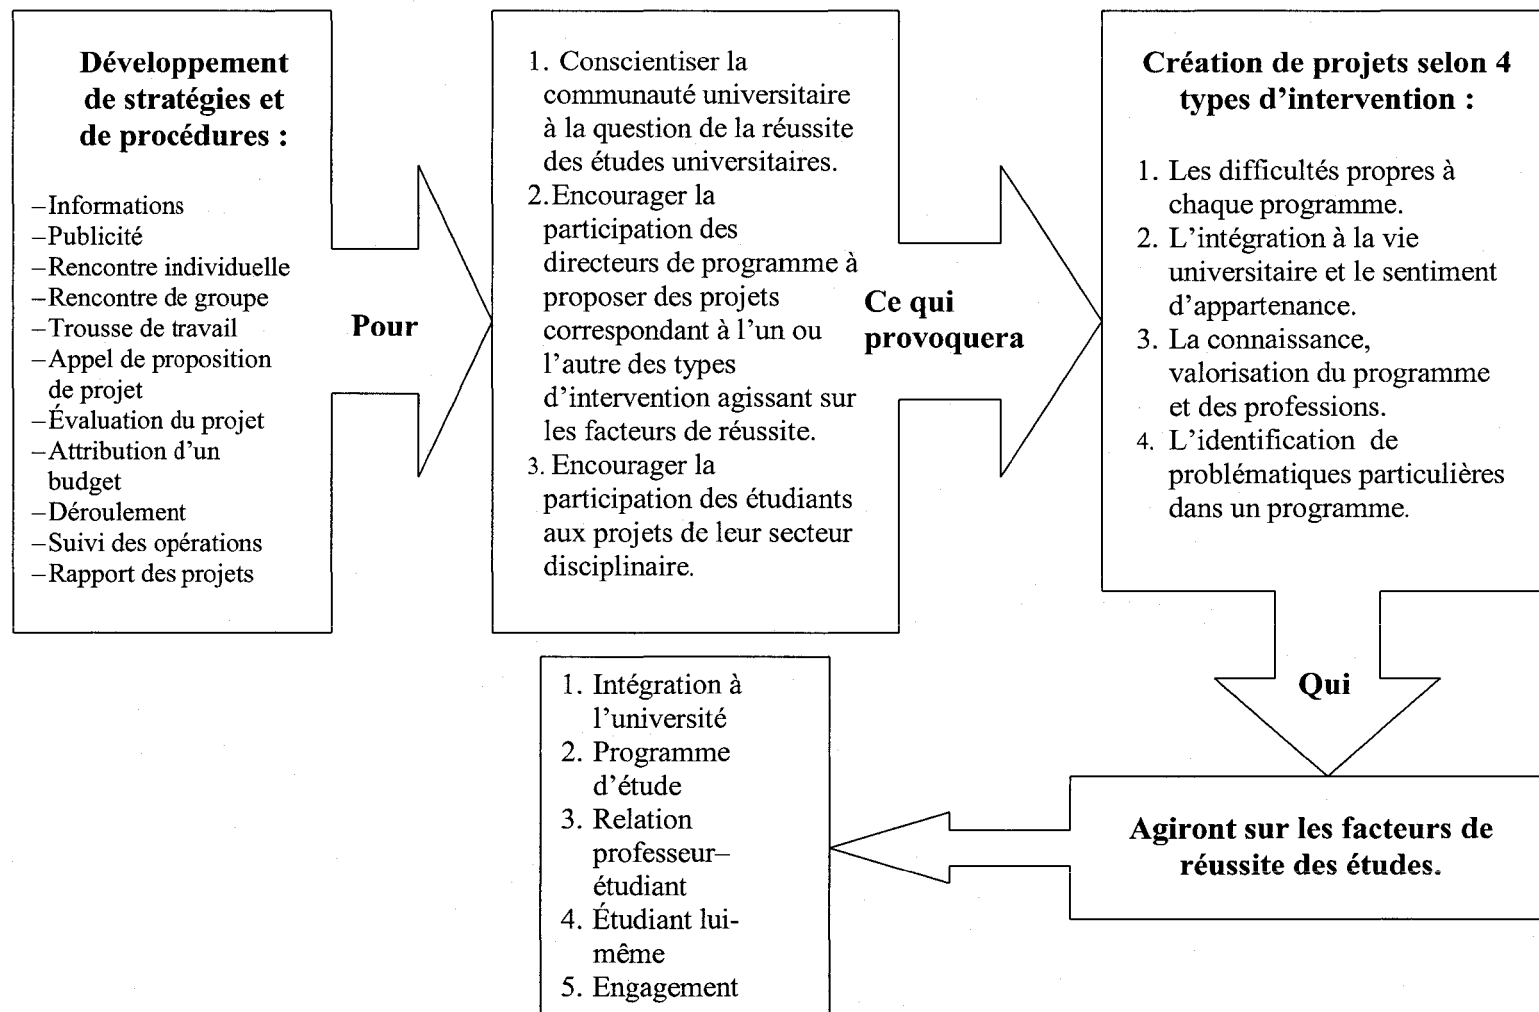 Développement
de stratégies et
de procédures :
–Informations
–Publicité
–Rencontre individuelle
–Rencontre de groupe
–Trousse de travail
–Appel de proposition
de projet
–Évaluation du projet
–Attribution d’un
budget
–Déroulement
–Suivi des opérations
–Rapport des projets
Pour
1. Conscientiser la
communauté universitaire
à la question de la réussite
des études universitaires.
2. Encourager la
participation des
directeurs de programme à
proposer des projets
correspondant à l’un ou
l’autre des types
d’intervention agissant sur
les facteurs de réussite.
3. Encourager la
participation des étudiants
aux projets de leur secteur
disciplinaire.
Ce qui
provoquera
Création de projets selon 4
types d’intervention :
1. Les difficultés propres à
chaque programme.
2. L’intégration à la vie
universitaire et le sentiment
d’appartenance.
3. La connaissance,
valorisation du programme
et des professions.
4. L’identification de
problématiques particulières
dans un programme.
Qui
Agiront sur les facteurs de
réussite des études.
1. Intégration à
l’université
2. Programme
d’étude
3. Relation
professeur–
étudiant
4. Étudiant lui-
même
5. Engagement